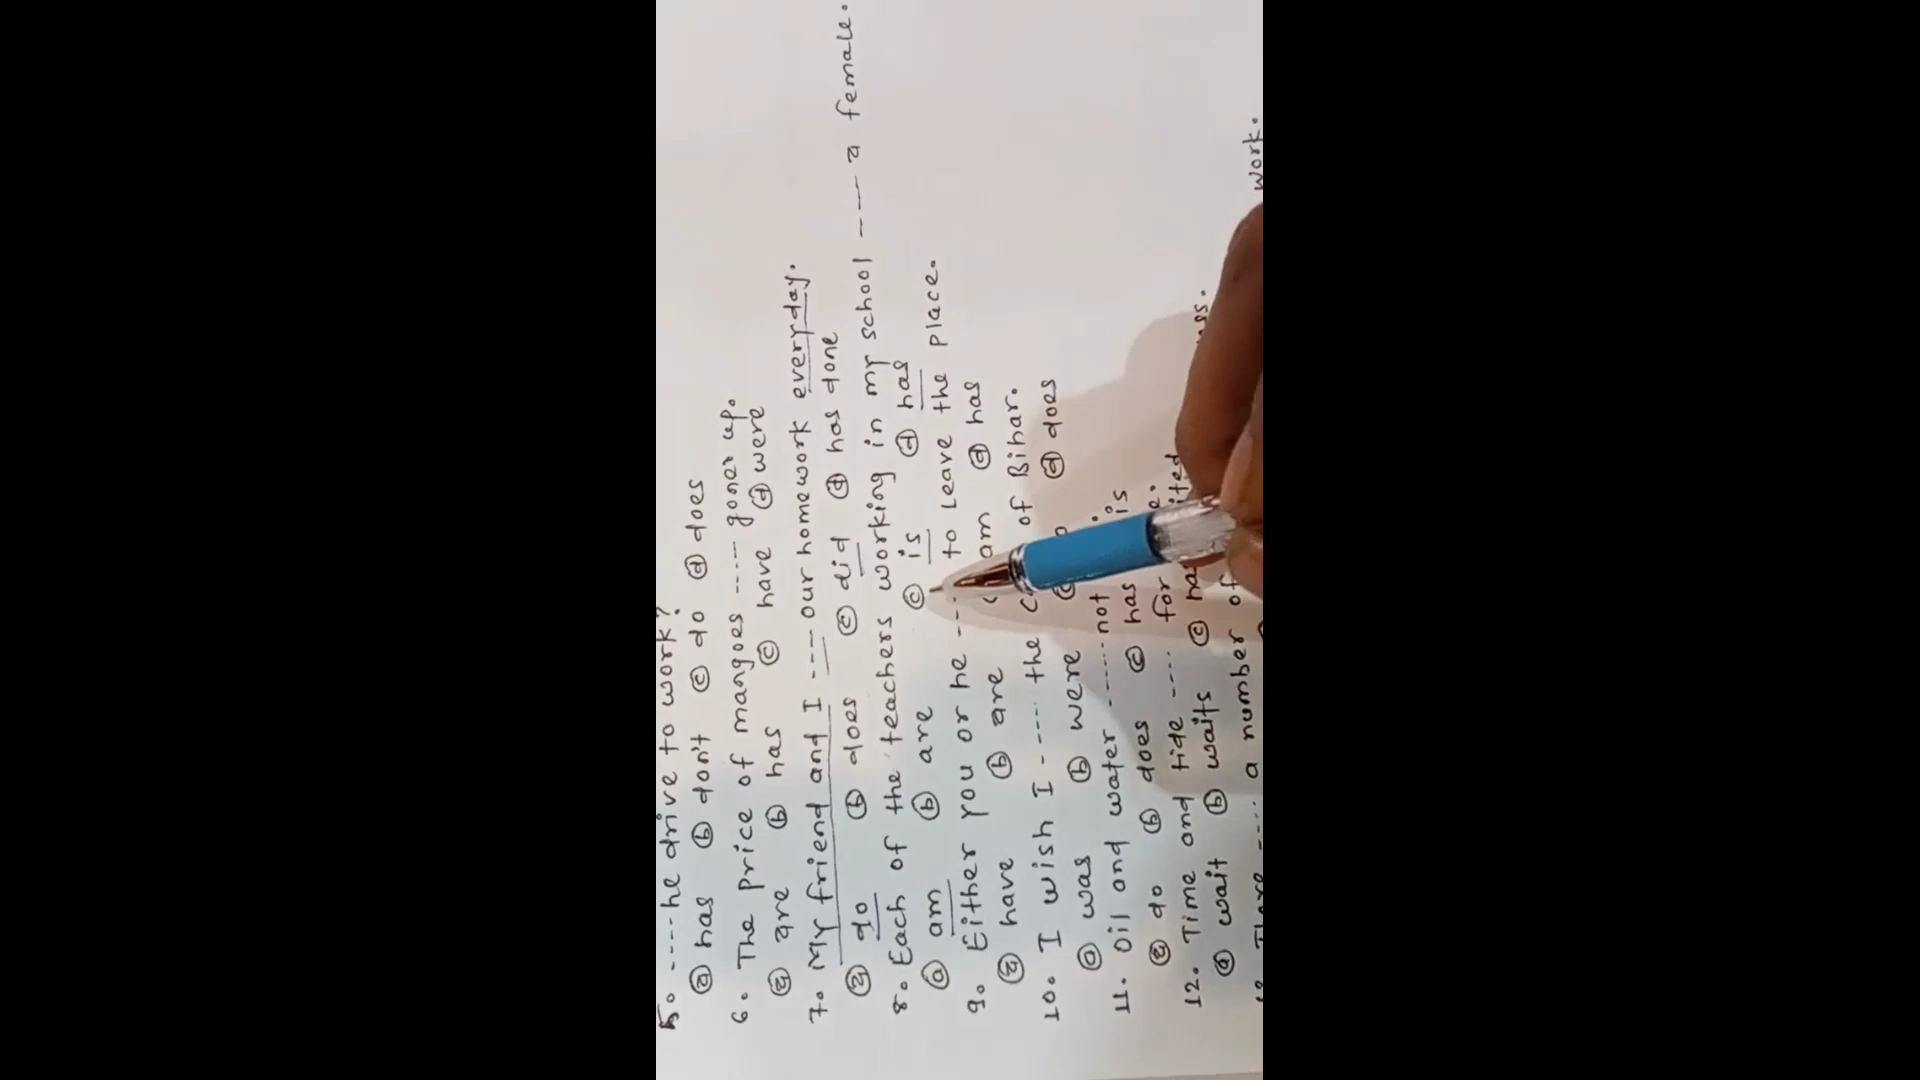 5. ----he drive to work?
ⓐ has ⓑ don't ⓒ do ⓓ does
6. The price of mangoes ----- goner up.
ⓐ are ⓑ has ⓒ have ⓓ were
7. My friend and I ---- our homework everyday.
ⓐ do ⓑ does ⓒ did ⓓ has done
8. Each of the teachers working in my school ---- a female.
ⓐ am ⓑ are ⓒ is ⓓ has
9. Either you or he --- to leave the place.
ⓐ have ⓑ are am ⓓ has
10. I wish I ---- the of Bihar.
ⓐ was ⓑ were ⓓ does
11. Oil and water ------ not
ⓐ do ⓑ does ⓒ has is
12. Time and tide ---- for
ⓐ wait ⓑ waits ⓒ
---- a number of work.